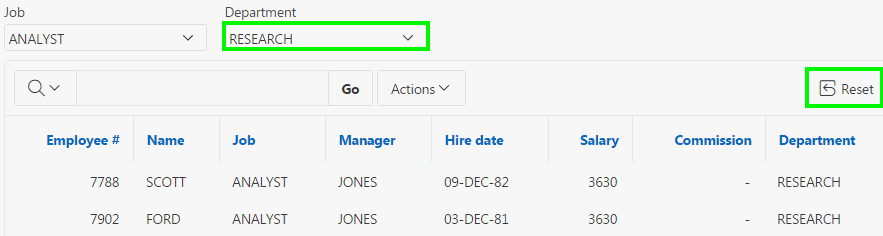 Job Department
ANALYST RESEARCH
Go Actions Reset
Employee # Name Job Manager Hire date Salary Commission Department
7788 SCOTT ANALYST JONES 09-DEC-82 3630 - RESEARCH
7902 FORD ANALYST JONES 03-DEC-81 3630 - RESEARCH